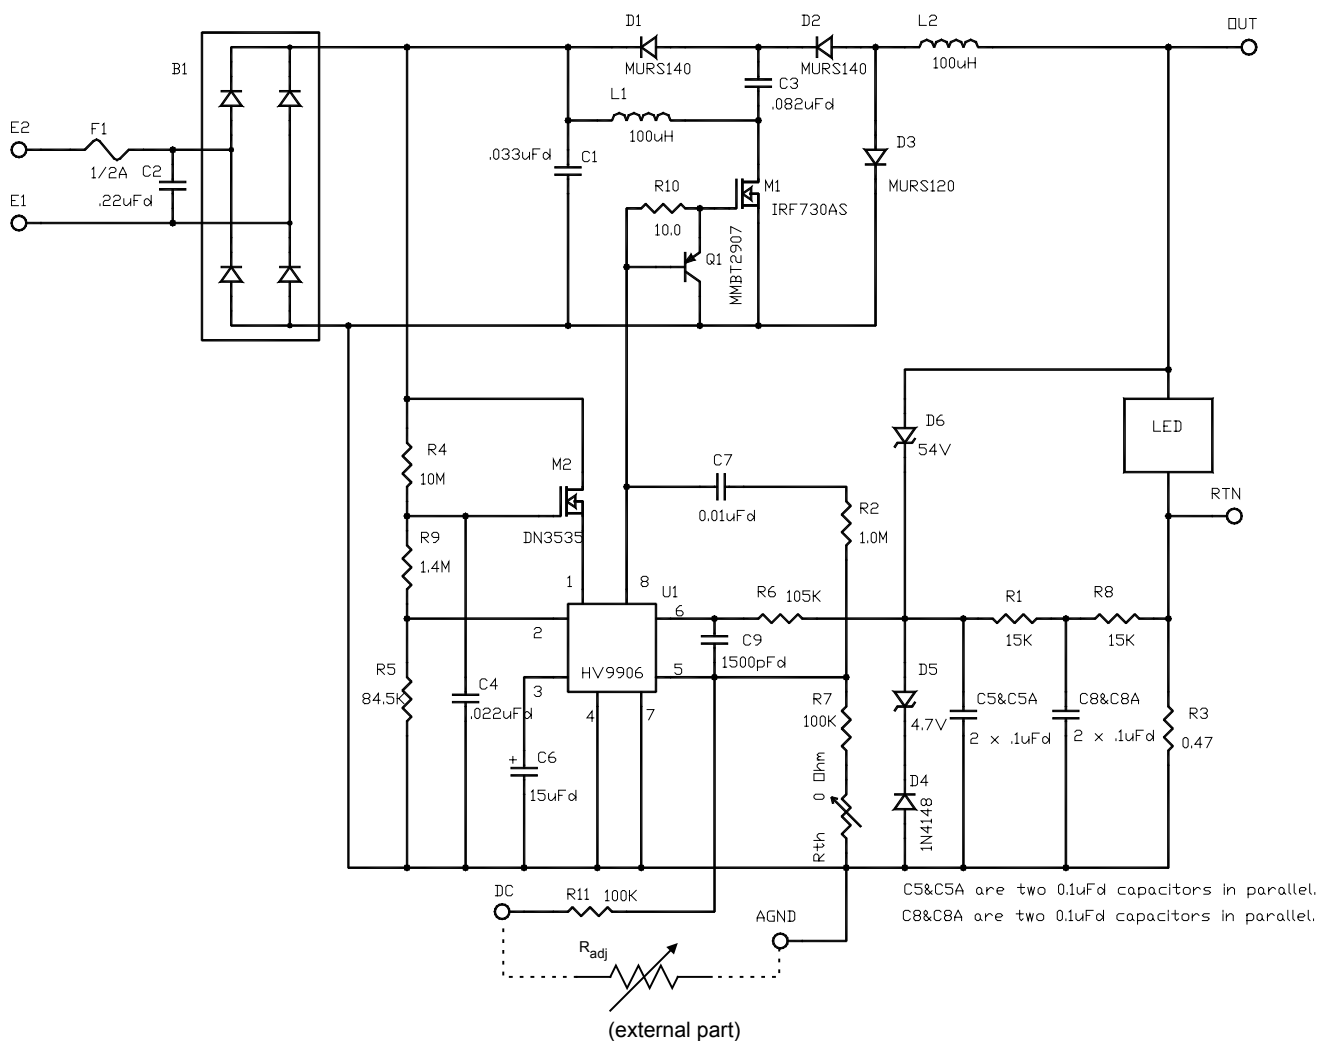 D1
D2
L2
OUT
B1
MURS140
MURS140
100uH
C3
.082uFd
L1
100uH
E2
F1
1/2A
C2
.22uFd
E1
.033uFd
C1
D3
MURS120
R10
10.0
M1
IRF730AS
Q1
MMBT2907
R4
10M
M2
DN3535
C7
0.01uFd
R2
1.0M
D6
54V
LED
RTN
R9
1.4M
1
8
U1
2
6
R6
105K
R1
15K
R8
15K
C9
1500pFd
HV9906
5
3
4
7
R5
84.5K
C4
.022uFd
+
C6
15uFd
R7
100K
Rth 0 Ohm
D5
4.7V
D4
1N4148
C5&C5A
2 x .1uFd
C8&C8A
2 x .1uFd
R3
0.47
DC
R11 100K
AGND
C5&C5A are two 0.1uFd capacitors in parallel.
C8&C8A are two 0.1uFd capacitors in parallel.
Radj
(external part)